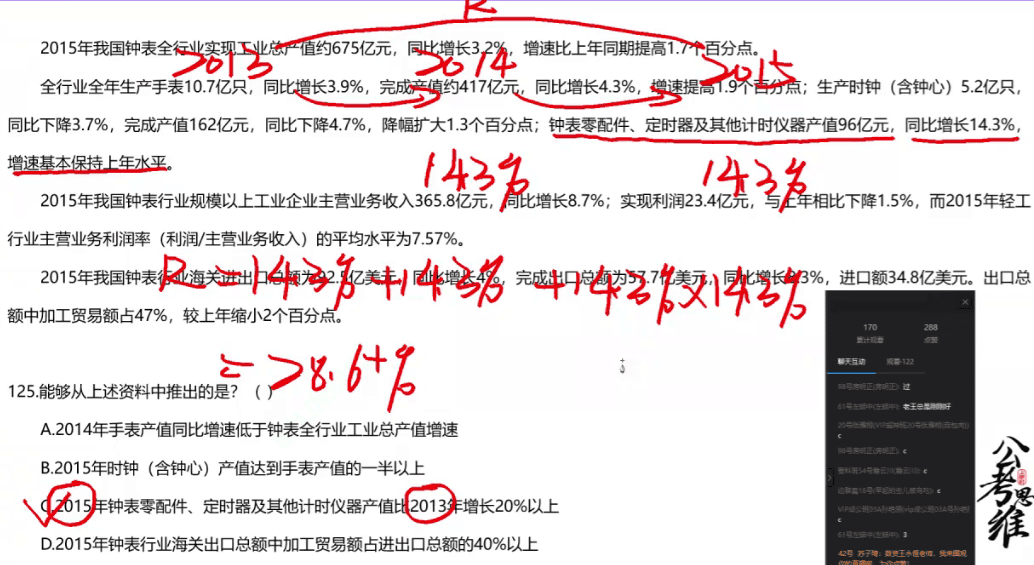 R
2015年我国钟表全行业实现工业总产值约675亿元，同比增长3.2%，增速比上年同期提高1.7个百分点。
2013 2014 2015
全行业全年生产手表10.7亿只，同比增长3.9%，完成产值约417亿元，同比增长4.3%，增速提高1.9个百分点；生产时钟（含钟心）5.2亿只，
同比下降3.7%，完成产值162亿元，同比下降4.7%，降幅扩大1.3个百分点；钟表零配件、定时器及其他计时仪器产值96亿元，同比增长14.3%，
增速基本保持上年水平。
14.3% 14.3%
2015年我国钟表行业规模以上工业企业主营业务收入365.8亿元，同比增长8.7%；实现利润23.4亿元，与上年相比下降1.5%，而2015年轻工
行业主营业务利润率（利润/主营业务收入）的平均水平为7.57%。
2015年我国钟表行业海关进出口总额为92.5亿美元，同比增长4%，完成出口总额为57.7亿美元，同比增长 3%，进口额34.8亿美元。出口总
R=14.3%+14.3%+14.3%×14.3%
额中加工贸易额占47%，较上年缩小2个百分点。
=28.6+%
125.能够从上述资料中推出的是？（ ）
A.2014年手表产值同比增速低于钟表全行业工业总产值增速
B.2015年时钟（含钟心）产值达到手表产值的一半以上
C.2015年钟表零配件、定时器及其他计时仪器产值比2013年增长20%以上
D.2015年钟表行业海关出口总额中加工贸易额占进出口总额的40%以上
170 288
累计观看 点赞
聊天互动 观看·122
过
老王总是刚刚好
c
c
c
c
c
3
公考思维